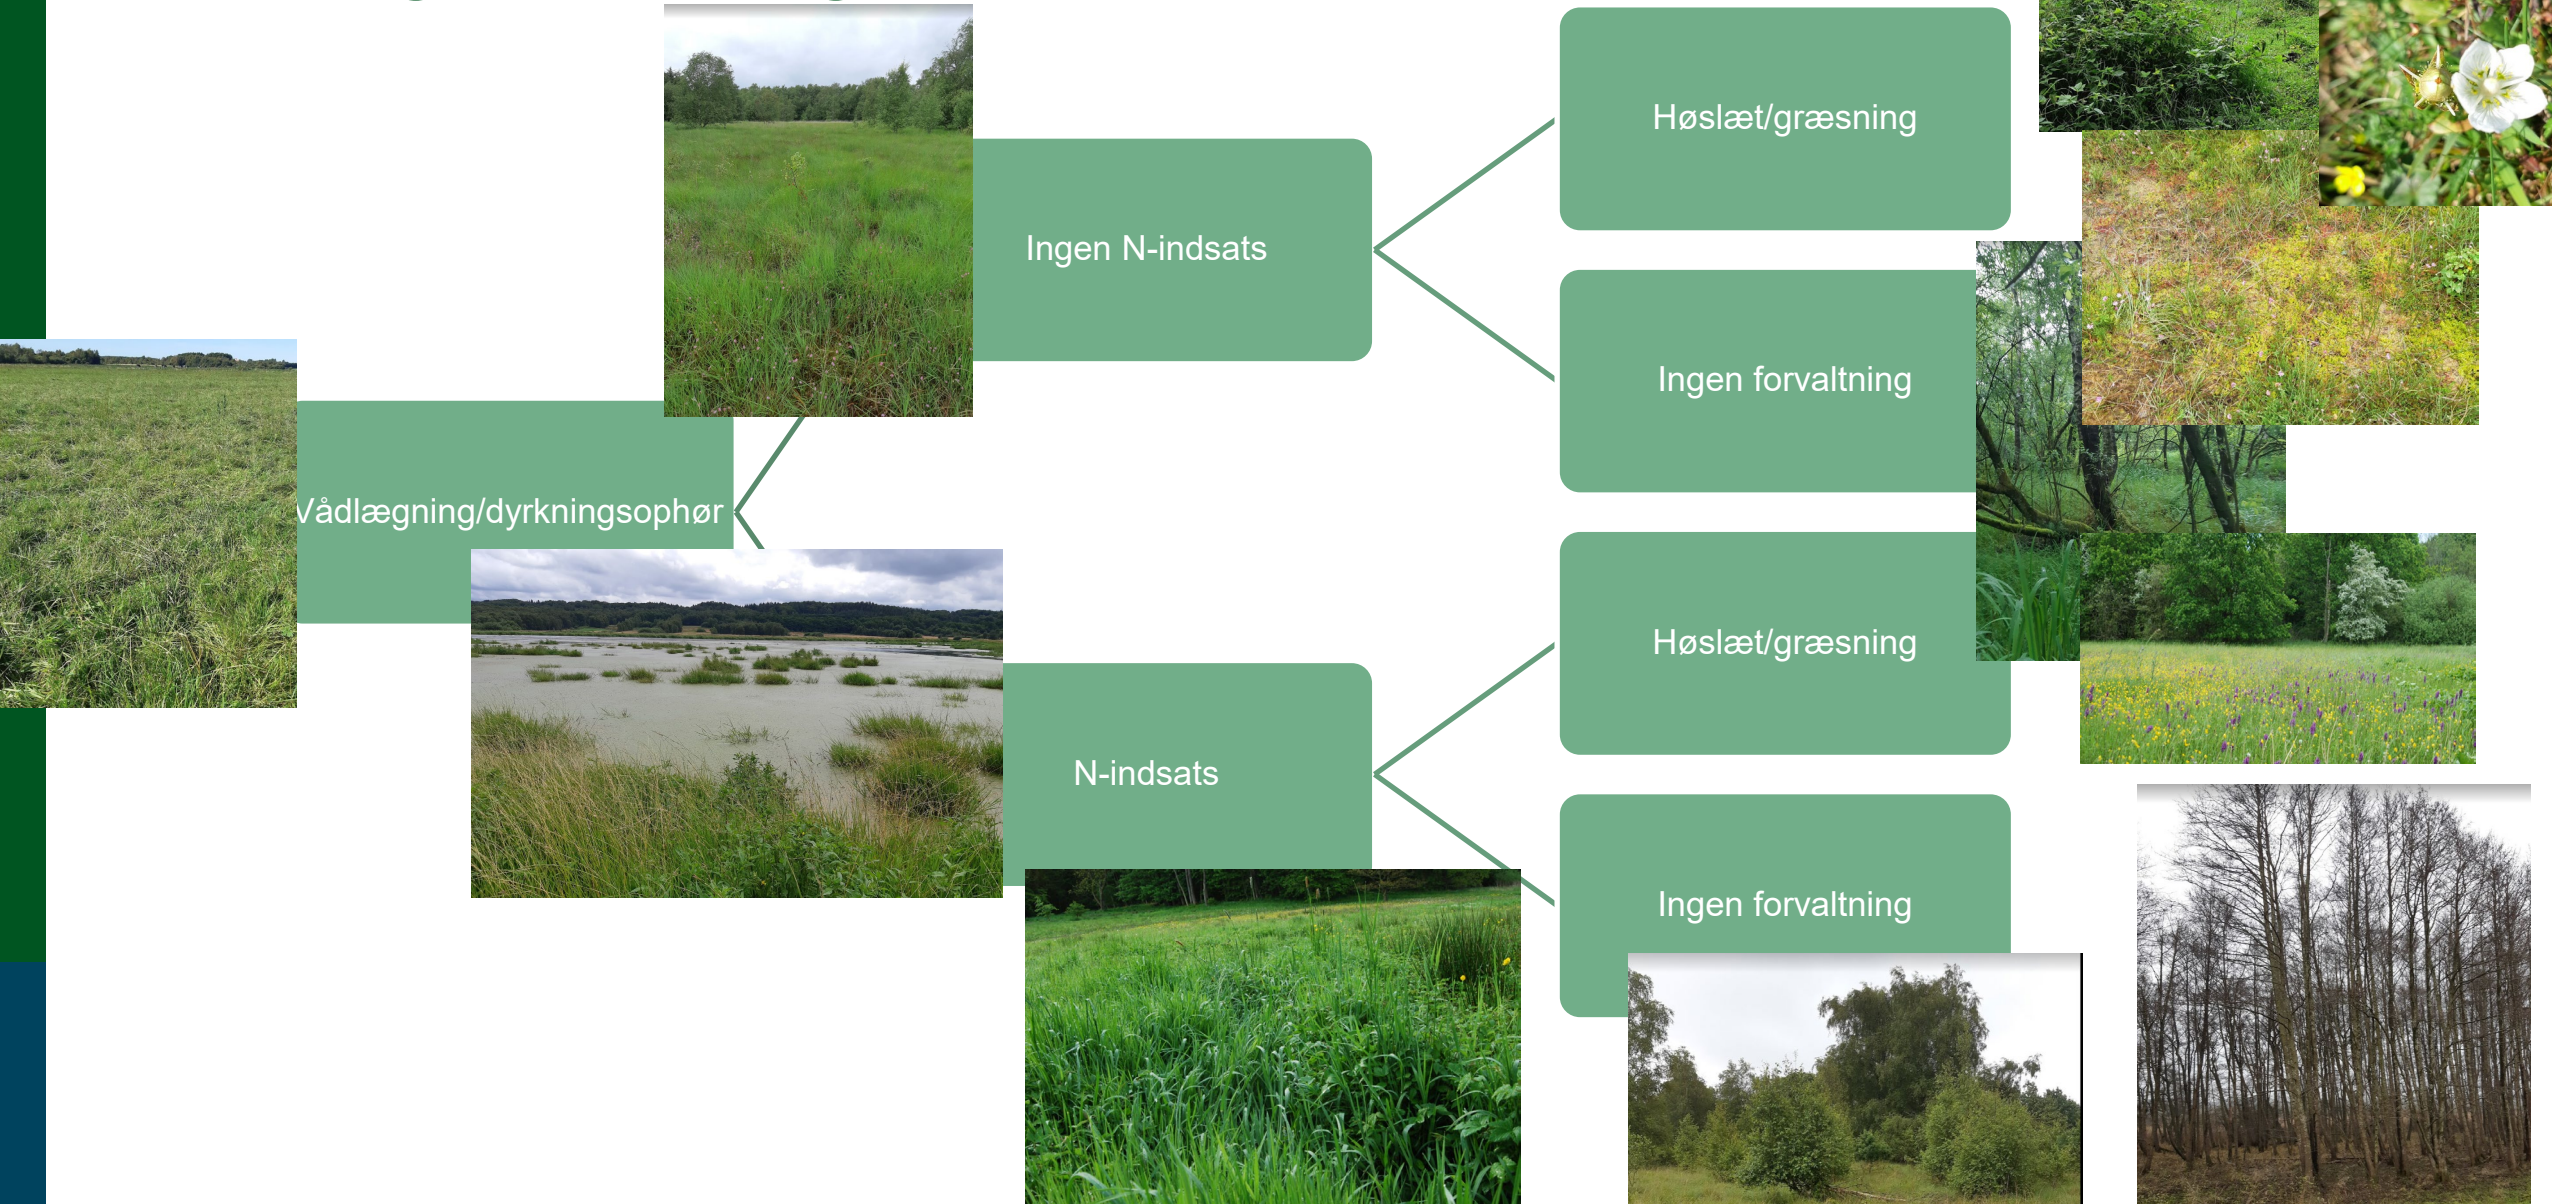 Høslæt/græsning
Ingen N-indsats
Ingen forvaltning
Vådlægning/dyrkningsophør
Høslæt/græsning
N-indsats
Ingen forvaltning